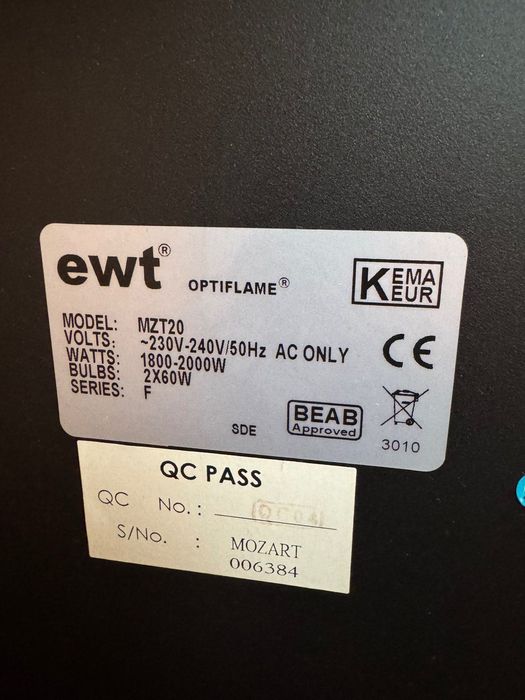 ewt®
OPTIFLAME®
KEMA
KEUR
MODEL: MZT20
VOLTS: ~230V-240V/50Hz AC ONLY
WATTS: 1800-2000W
BULBS: 2X60W
SERIES: F
CE
SDE
BEAB
Approved
3010
QC PASS
QC No.:
S/No. : MOZART
006384